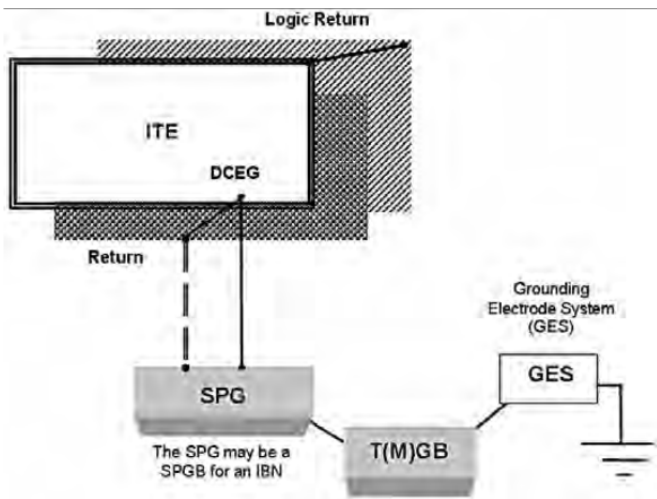 Logic Return
ITE
DCEG
Return
Grounding
Electrode System
(GES)
GES
SPG
The SPG may be a
SPGB for an IBN
T(M)GB